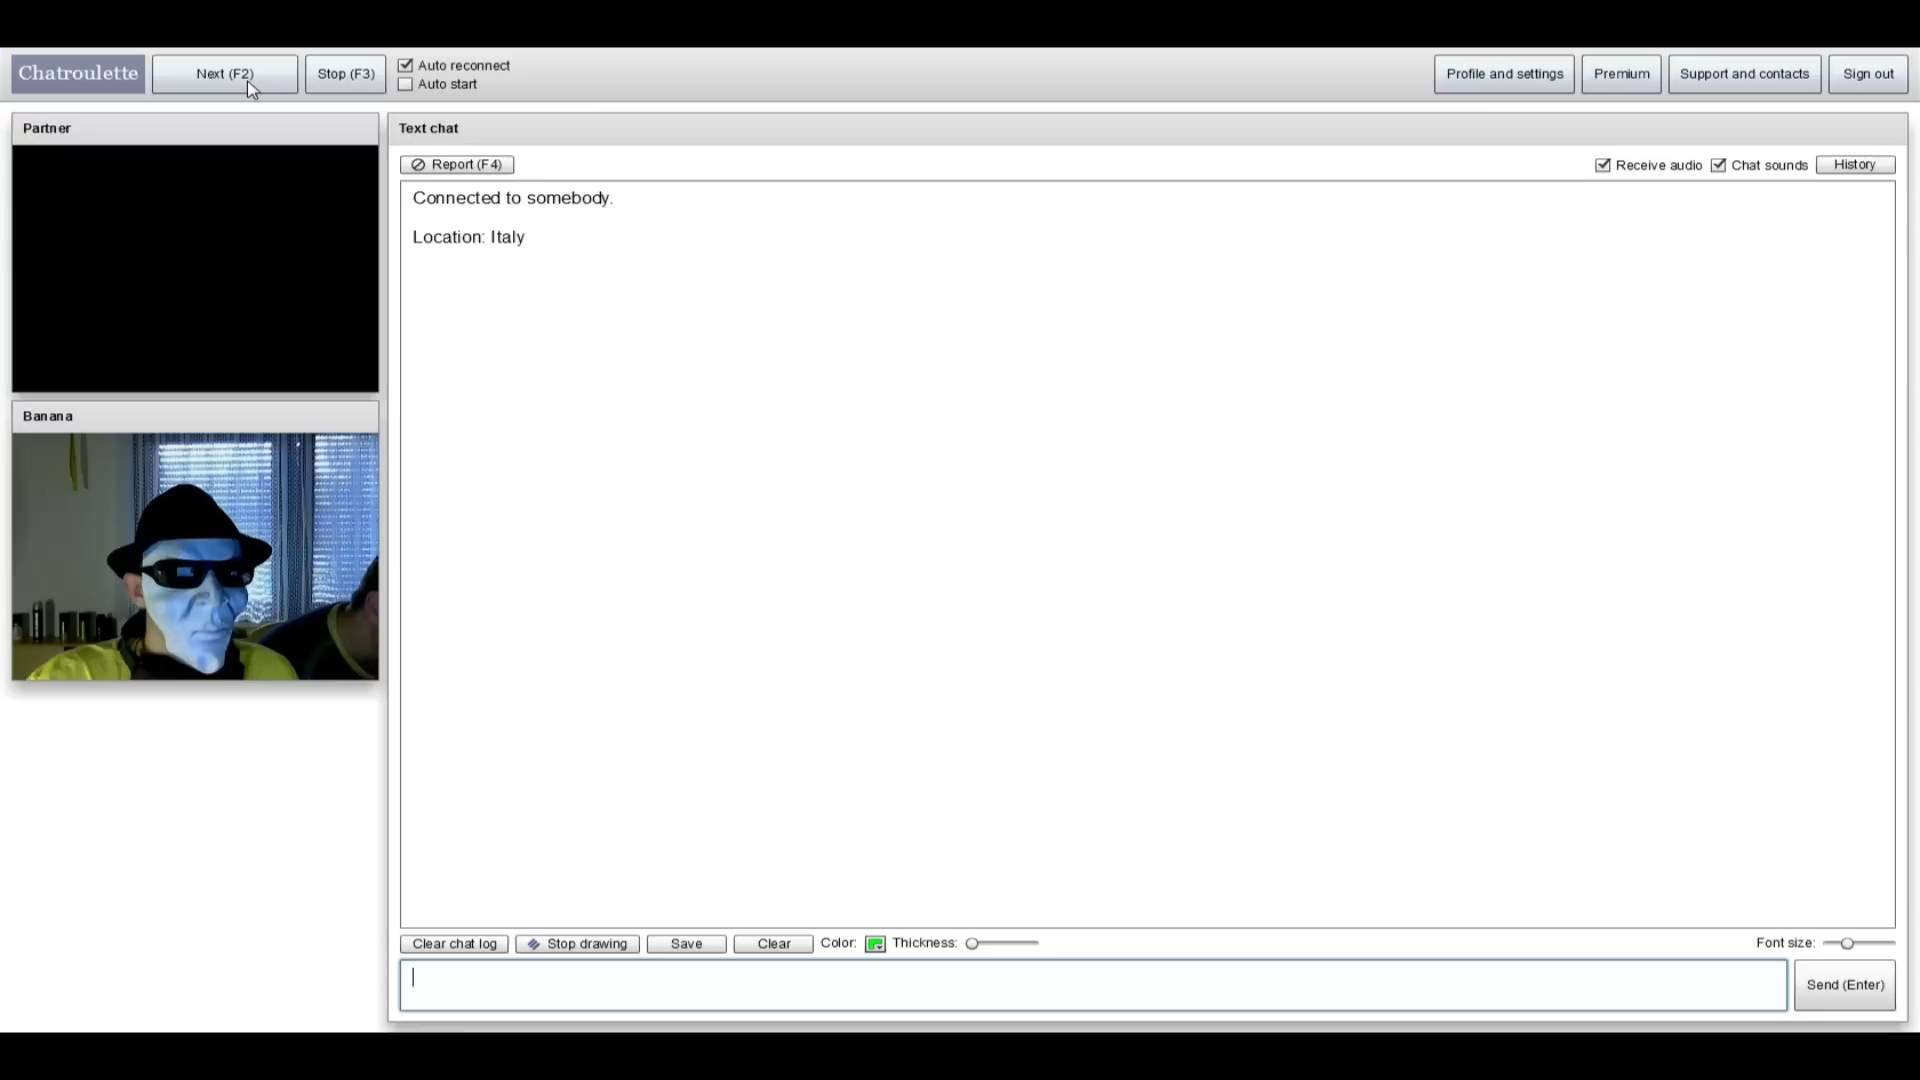 Chatroulette
Next (F2)
Stop (F3)
Auto reconnect
Auto start
Profile and settings
Premium
Support and contacts
Sign out
Partner
Text chat
Report (F4)
Receive audio
Chat sounds
History
Connected to somebody.
Location: Italy
Banana
Clear chat log
Stop drawing
Save
Clear
Color:
Thickness:
Font size:
Send (Enter)